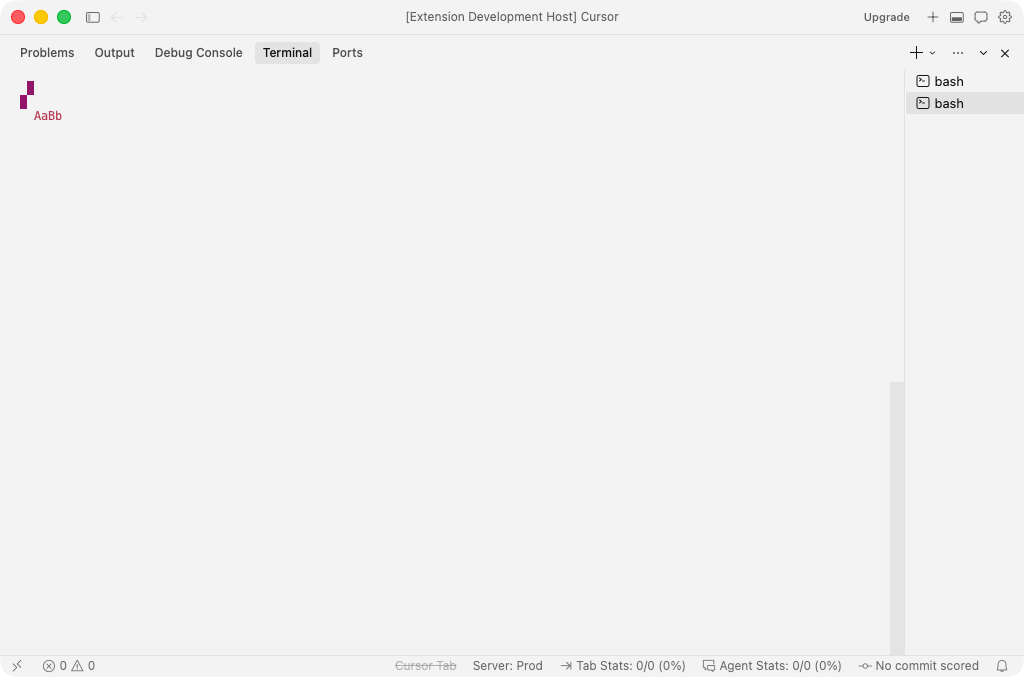 [Extension Development Host] Cursor
Upgrade
Problems
Output
Debug Console
Terminal
Ports
bash
bash
AaBb
0
0
Cursor Tab
Server: Prod
Tab Stats: 0/0 (0%)
Agent Stats: 0/0 (0%)
No commit scored